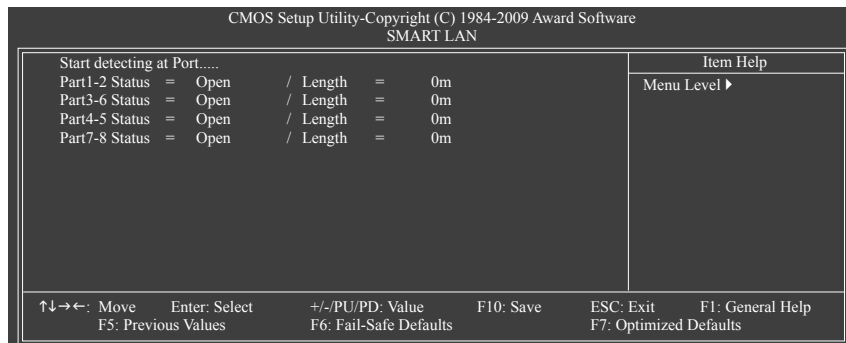 CMOS Setup Utility-Copyright (C) 1984-2009 Award Software
SMART LAN
Start detecting at Port.....
Part1-2 Status = Open / Length = 0m
Part3-6 Status = Open / Length = 0m
Part4-5 Status = Open / Length = 0m
Part7-8 Status = Open / Length = 0m
Item Help
Menu Level
↑↓→←: Move Enter: Select +/-/PU/PD: Value F10: Save ESC: Exit F1: General Help
F5: Previous Values F6: Fail-Safe Defaults F7: Optimized Defaults